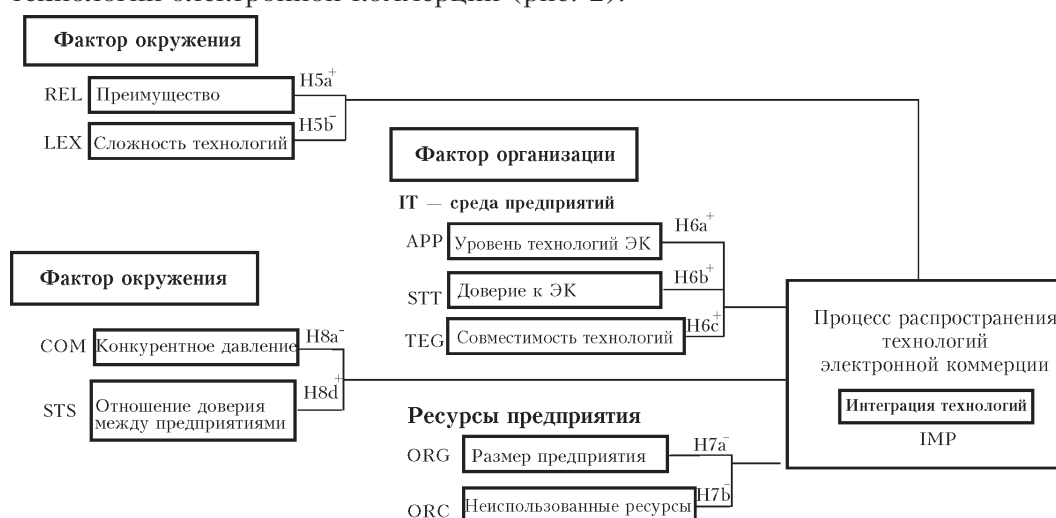 технологии электронной коммерции (рис. 2).
Фактор окружения
REL Преимущество H5a+
LEX Сложность технологий H5b-
Фактор организации
IT — среда предприятий
APP Уровень технологий ЭК H6a+
STT Доверие к ЭК H6b+
TEG Совместимость технологий H6c+
Фактор окружения
COM Конкурентное давление H8a-
STS Отношение доверия
между предприятиями H8d+
Ресурсы предприятия
ORG Размер предприятия H7a-
ORC Неиспользованные ресурсы H7b-
Процесс распространения
технологий
электронной коммерции
Интеграция технологий
IMP